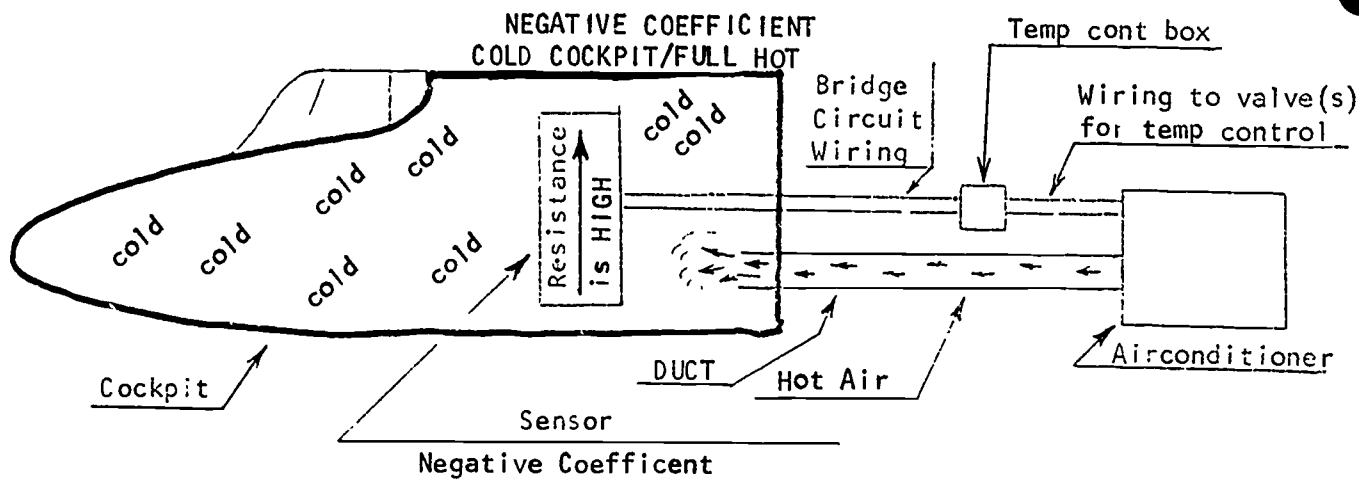 NEGATIVE COEFFICIENT
COLD COCKPIT/FULL HOT
Temp cont box
Bridge
Circuit
Wiring
Wiring to valve(s)
for temp control
cold
cold
cold
cold
cold
cold
cold
cold
Resistance
is HIGH
Cockpit
DUCT
Hot Air
Airconditioner
Sensor
Negative Coefficent